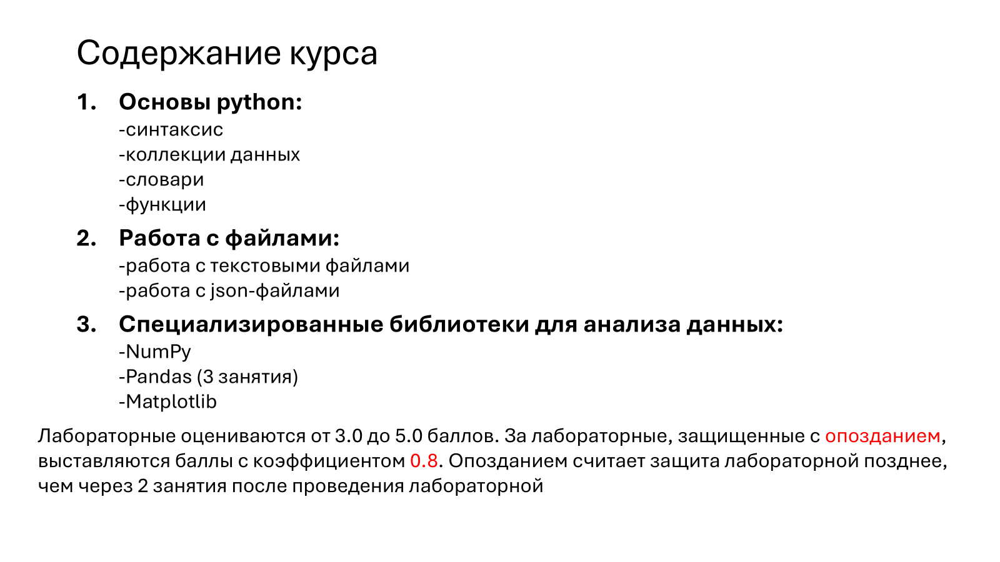 Содержание курса
1. Основы python:
-синтаксис
-коллекции данных
-словари
-функции
2. Работа с файлами:
-работа с текстовыми файлами
-работа с json-файлами
3. Специализированные библиотеки для анализа данных:
-NumPy
-Pandas (3 занятия)
-Matplotlib
Лабораторные оцениваются от 3.0 до 5.0 баллов. За лабораторные, защищенные с опозданием,
выставляются баллы с коэффициентом 0.8. Опозданием считает защита лабораторной позднее,
чем через 2 занятия после проведения лабораторной